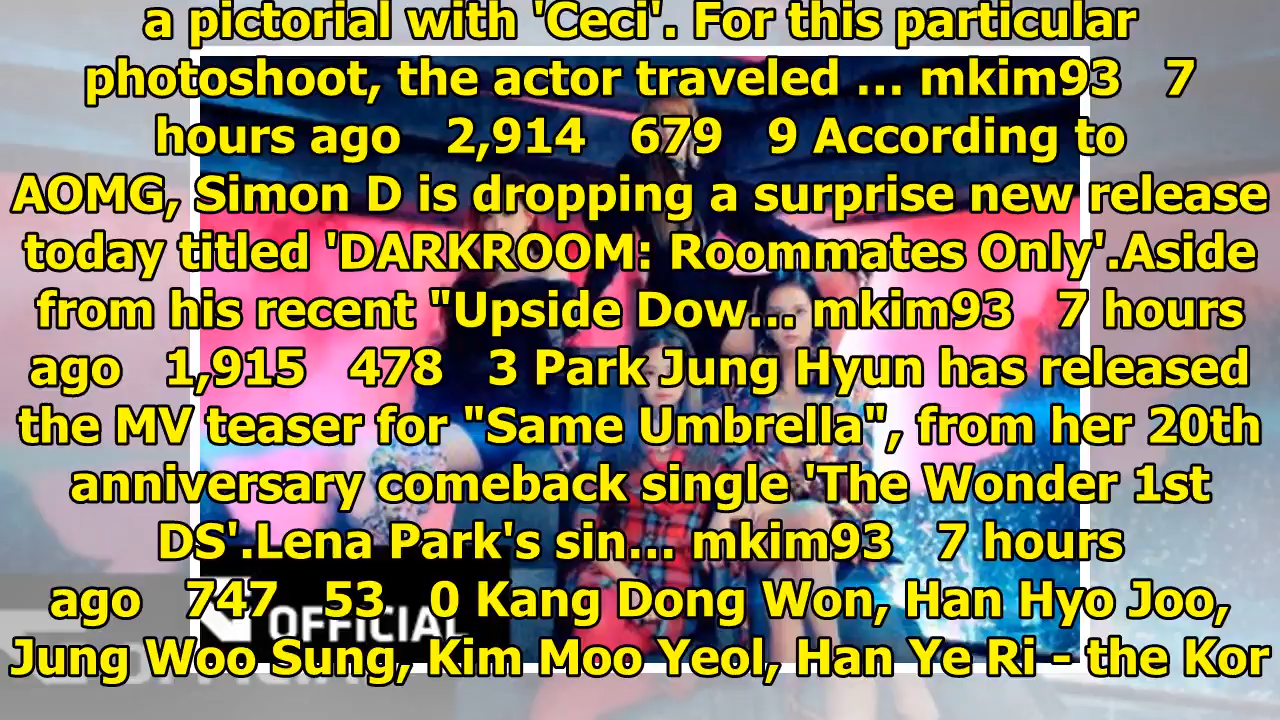 a pictorial with 'Ceci'. For this particular
photoshoot, the actor traveled ... mkim93 7
hours ago 2,914 679 9 According to
AOMG, Simon D is dropping a surprise new release
today titled 'DARKROOM: Roommates Only'.Aside
from his recent "Upside Dow... mkim93 7 hours
ago 1,915 478 3 Park Jung Hyun has released
the MV teaser for "Same Umbrella", from her 20th
anniversary comeback single 'The Wonder 1st
DS'.Lena Park's sin... mkim93 7 hours
ago 747 53 0 Kang Dong Won, Han Hyo Joo,
OFFICIAL
Jung Woo Sung, Kim Moo Yeol, Han Ye Ri - the Kor